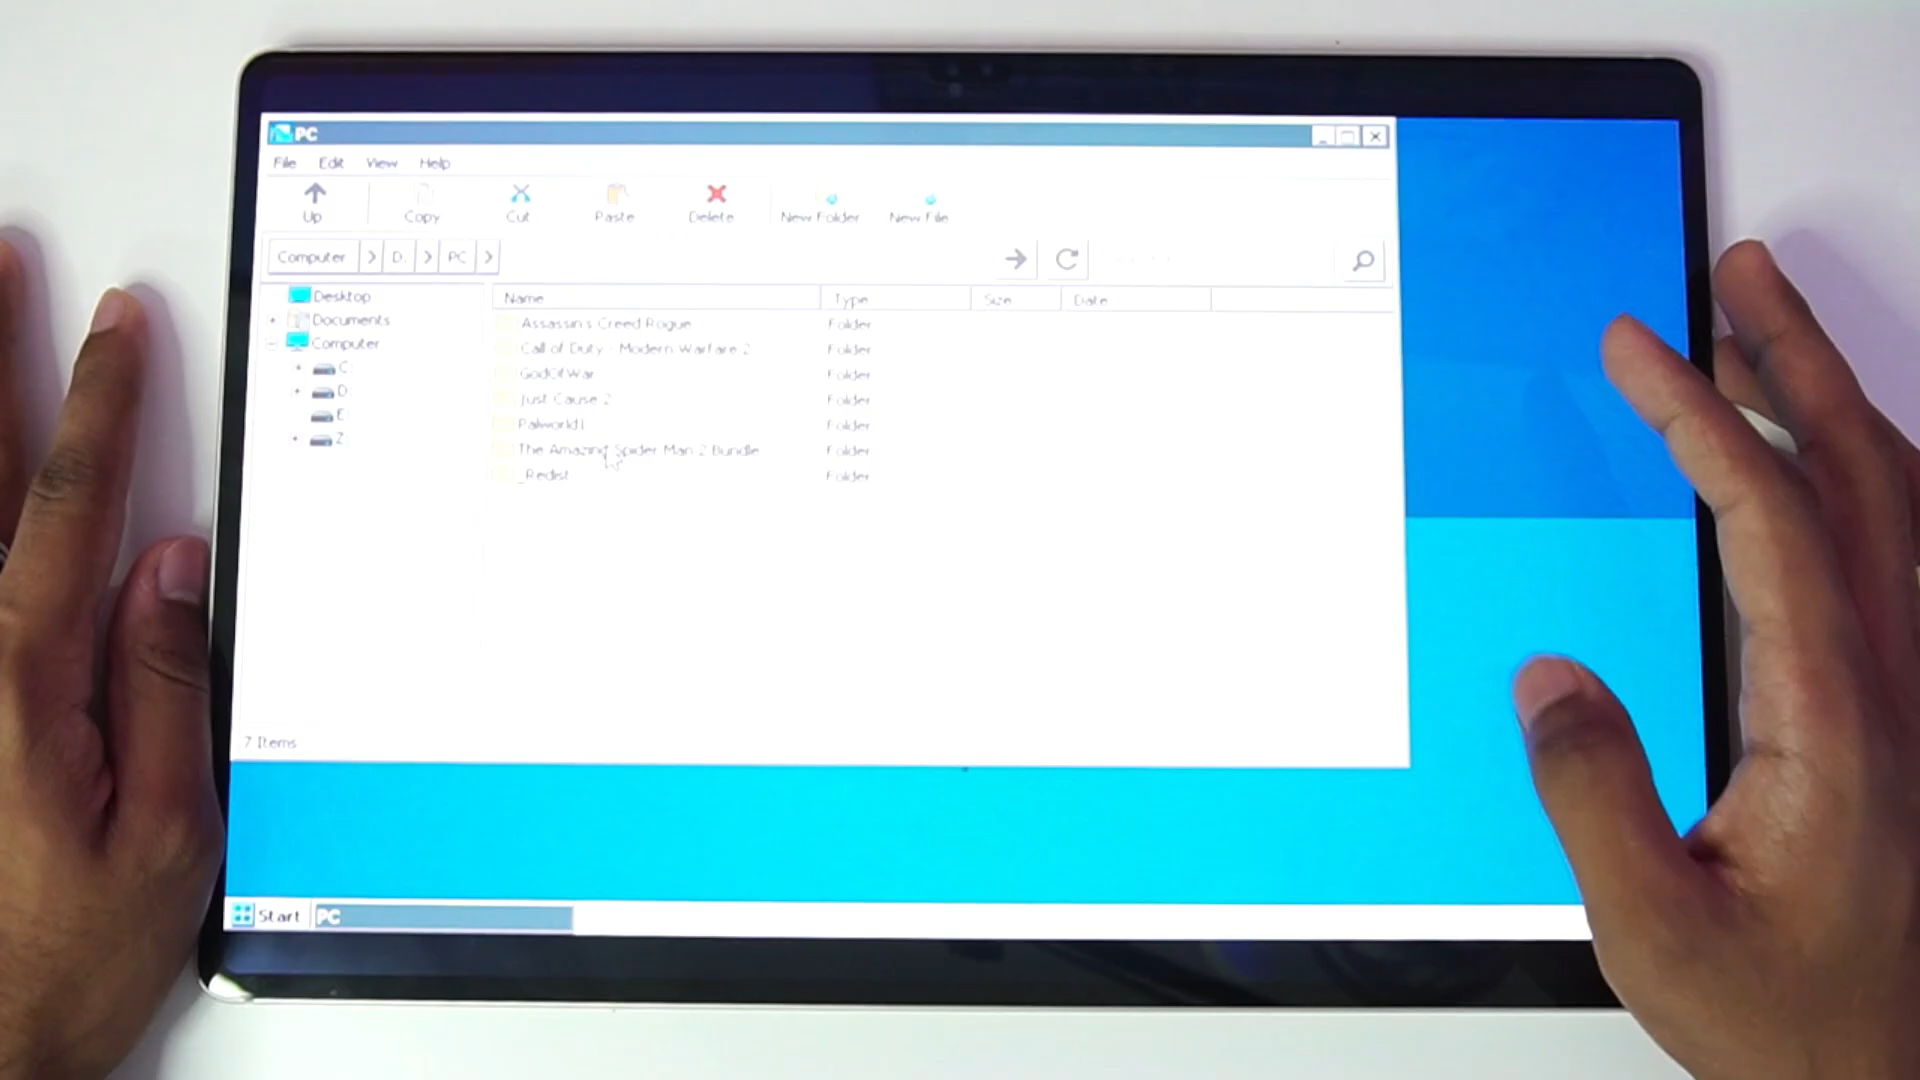 PC
File Edit View Help
Up Copy Cut Paste Delete New Folder New File
Computer > D: > PC >
Desktop
Documents
Computer
C:
D:
E:
Z:
Name Type Size Date
Assassin's Creed Rogue Folder
Call of Duty - Modern Warfare 2 Folder
GodOfWar Folder
Just Cause 2 Folder
Palworld1 Folder
The Amazing Spider Man 2 Bundle Folder
_Redist Folder
7 Items
Start PC